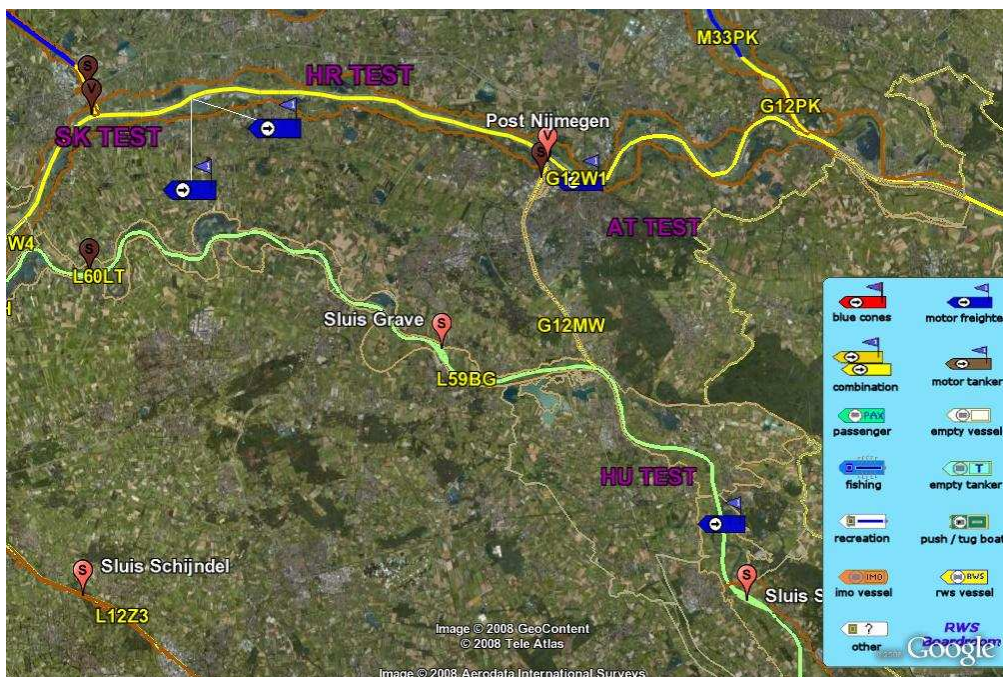 M33PK
HR TEST
G12PK
SK TEST
Post Nijmegen
S
V
V
S
G12W1
AT TEST
W4
S
L60LT
H
Sluis Grave
S
G12MW
L59BG
HU TEST
Sluis Schijndel
S
S
Sluis S
L12Z3
blue cones
motor freighte
combination
motor tanker
PAX
passenger
empty vessel
fishing
T
empty tanker
recreation
push / tug boat
IMO
imo vessel
RWS
rws vessel
?
other
RWS
Boardroom
Google
Image © 2008 GeoContent
© 2008 Tele Atlas
Image © 2008 Aerodata International Surveys